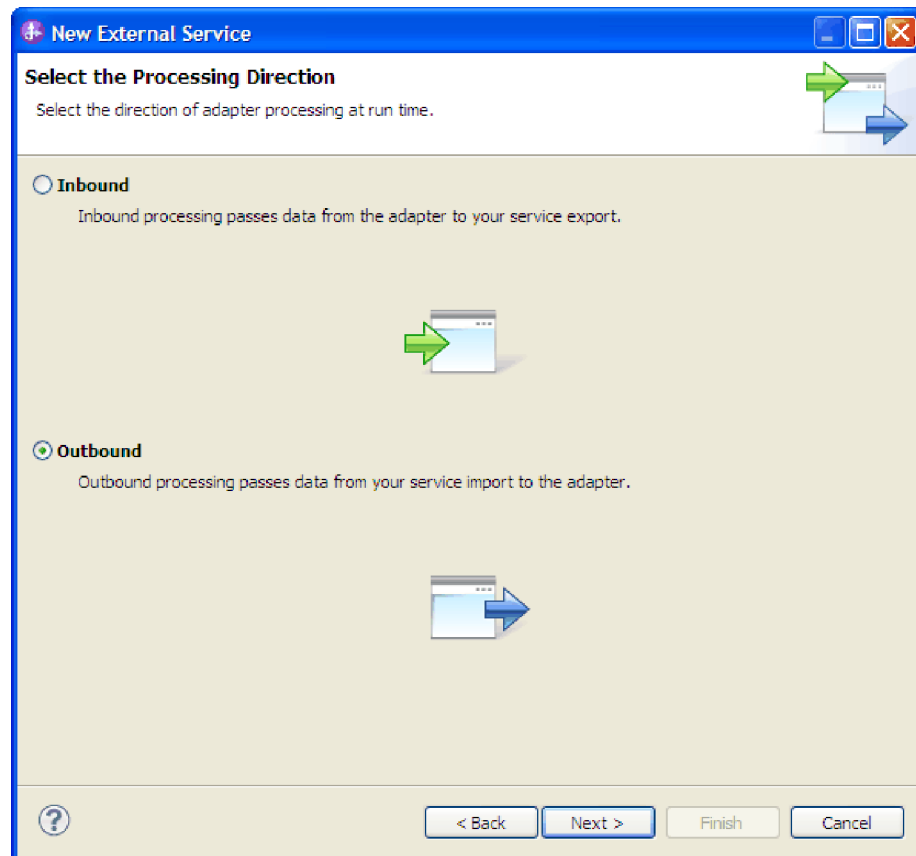 New External Service
Select the Processing Direction
Select the direction of adapter processing at run time.
Inbound
Inbound processing passes data from the adapter to your service export.
Outbound
Outbound processing passes data from your service import to the adapter.
?
< Back Next > Finish Cancel